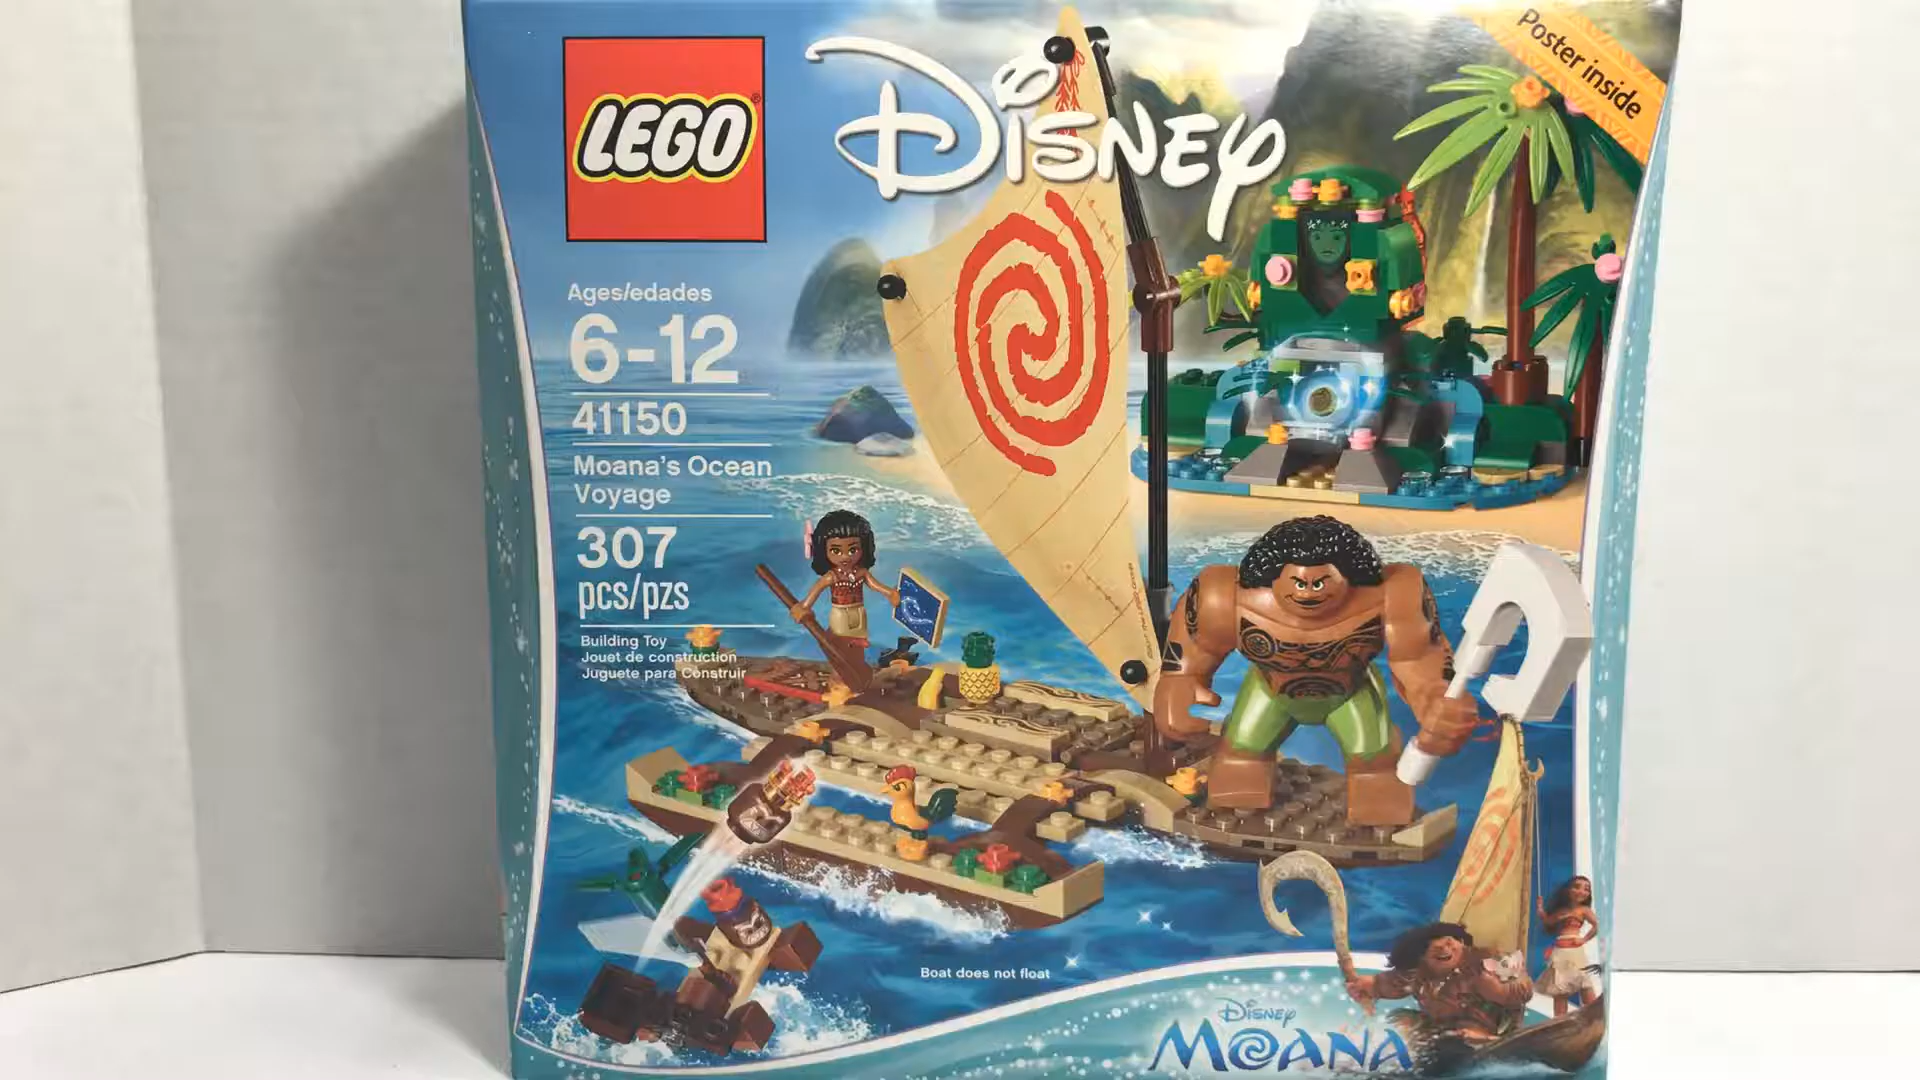 LEGO
DISNEY
Poster inside
Ages/edades
6-12
41150
Moana's Ocean
Voyage
307
pcs/pzs
Building Toy
Jouet de construction
Juguete para Construir
Boat does not float
DISNEY
MOANA